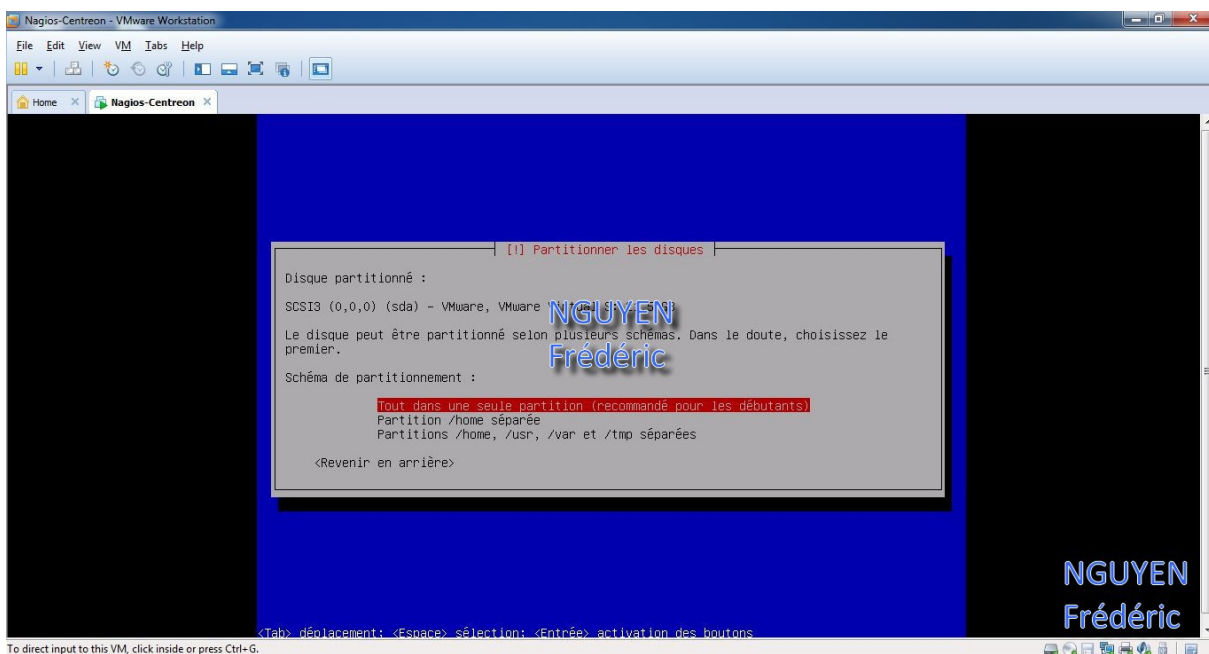 Nagios-Centreon - VMware Workstation
File Edit View VM Tabs Help
Home
Nagios-Centreon
[!] Partitionner les disques
Disque partitionné :
SCSI3 (0,0,0) (sda) - VMware, VMware
NGUYEN
Le disque peut être partitionné selon plusieurs schémas. Dans le doute, choisissez le
premier.
Frédéric
Schéma de partitionnement :
Tout dans une seule partition (recommandé pour les débutants)
Partition /home séparée
Partitions /home, /usr, /var et /tmp séparées
<Revenir en arrière>
NGUYEN
Frédéric
<Tab> déplacement; <Espace> sélection; <Entrée> activation des boutons
To direct input to this VM, click inside or press Ctrl+G.